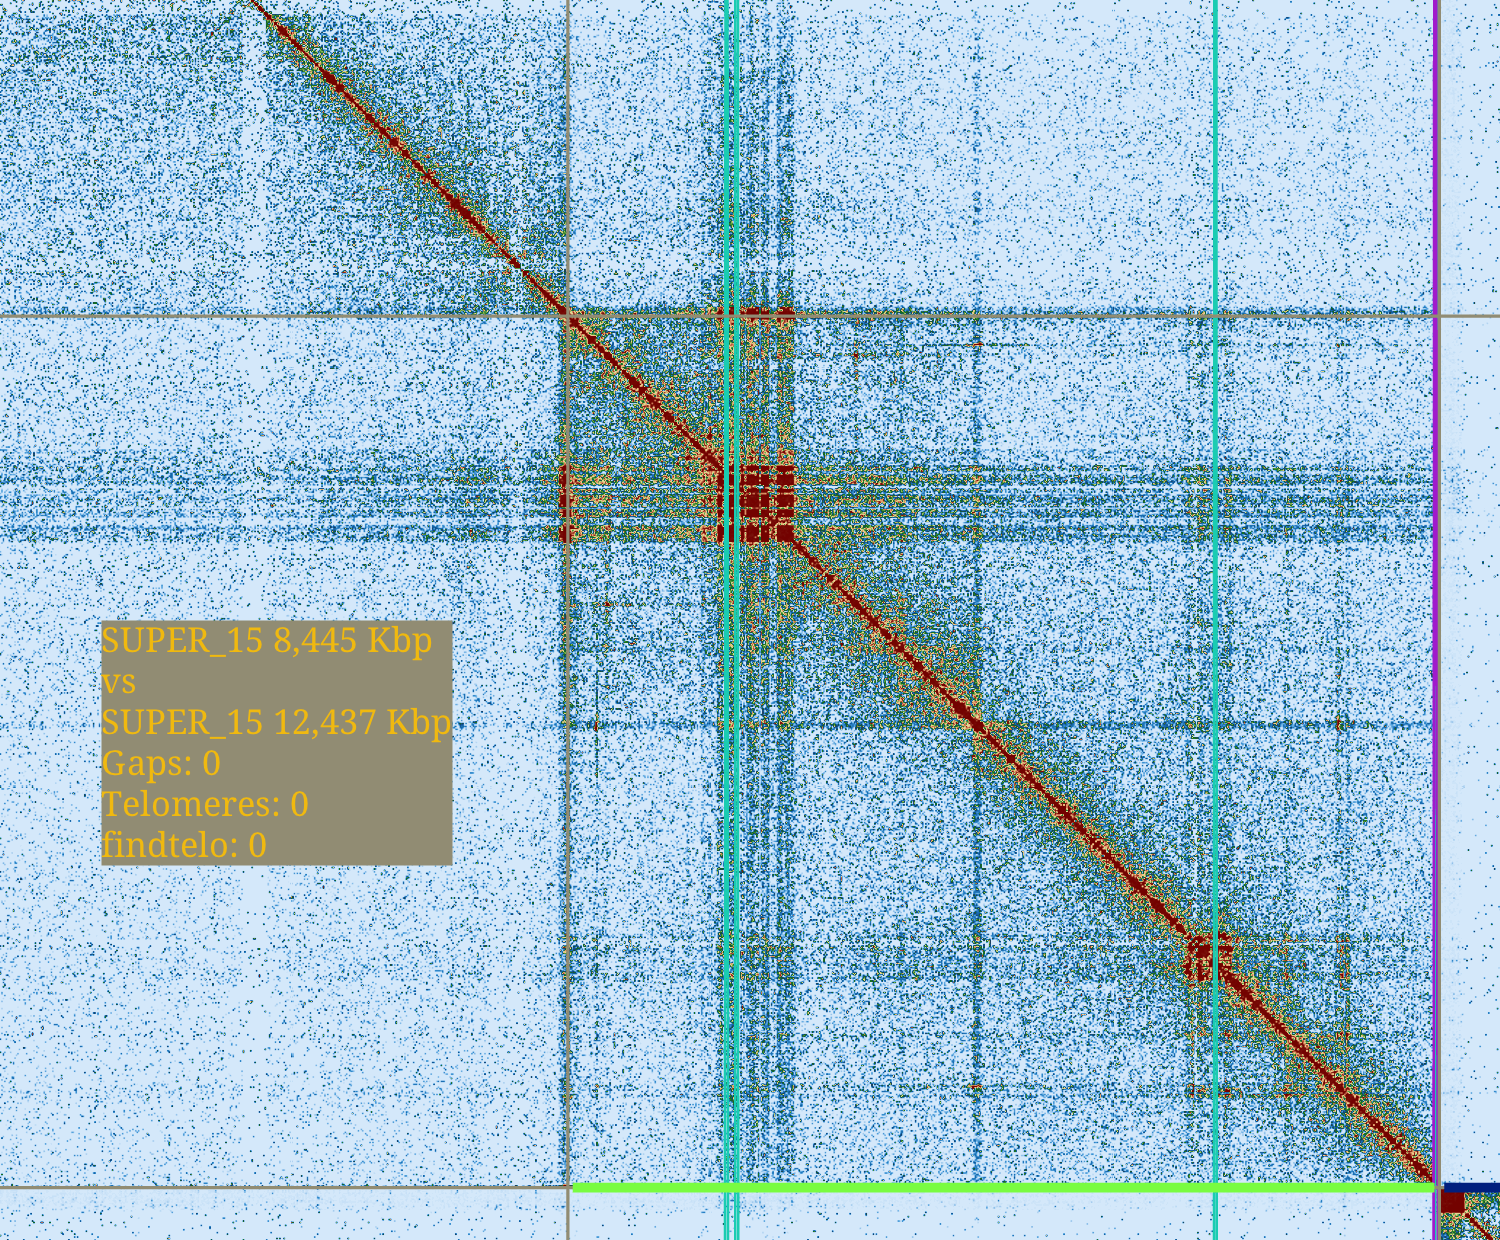 SUPER_15 8,445 Kbp
vs
SUPER_15 12,437 Kbp
Gaps: 0
Telomeres: 0
findtelo: 0